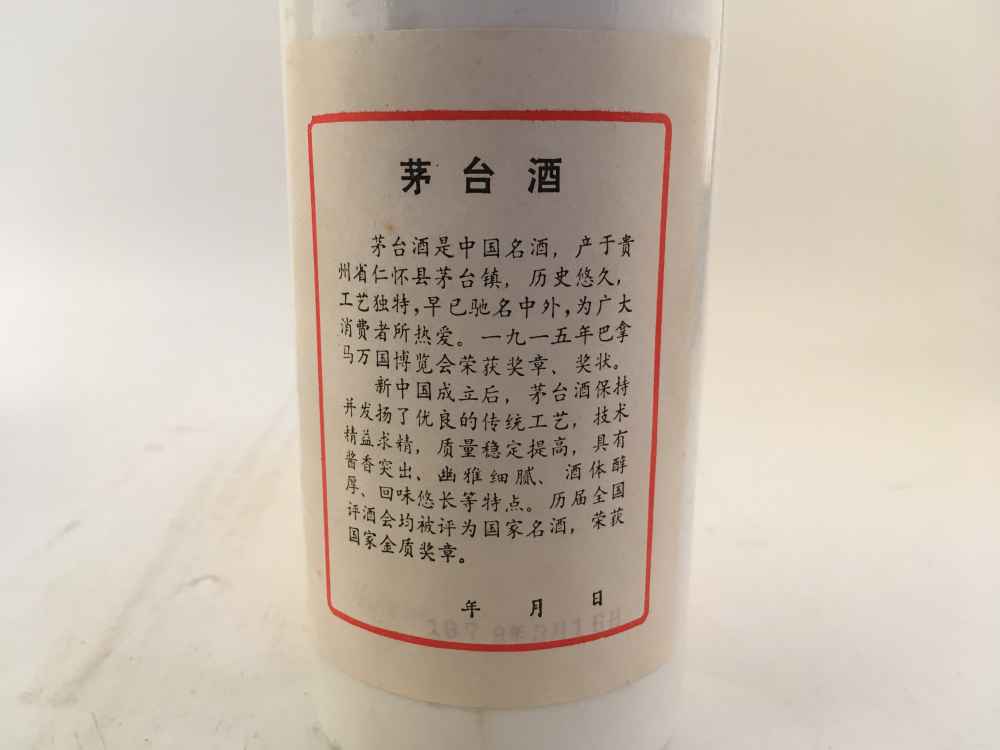 茅台酒
茅台酒是中国名酒，产于贵
州省仁怀县茅台镇，历史悠久，
工艺独特，早已驰名中外，为广大
消费者所热爱。一九一五年巴拿
马万国博览会荣获奖章、奖状。
新中国成立后，茅台酒保持
并发扬了优良的传统工艺，技术
精益求精，质量稳定提高，具有
酱香突出、幽雅细腻、酒体醇
厚、回味悠长等特点。历届全国
评酒会均被评为国家名酒，荣获
国家金质奖章。
年 月 日